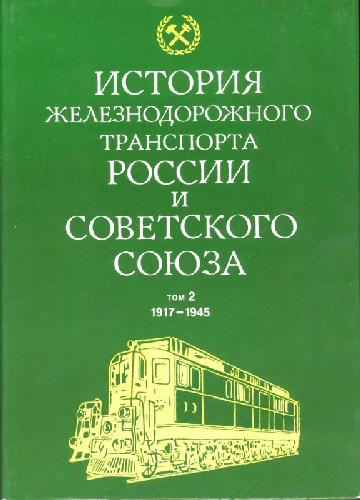 ИСТОРИЯ
ЖЕЛЕЗНОДОРОЖНОГО
ТРАНСПОРТА
РОССИИ
И
СОВЕТСКОГО
СОЮЗА
ТОМ 2
1917–1945